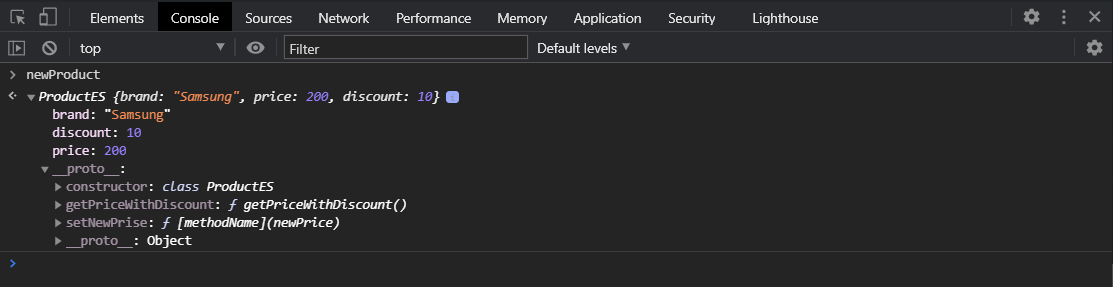 Elements Console Sources Network Performance Memory Application Security Lighthouse
top Filter Default levels
newProduct
ProductES {brand: "Samsung", price: 200, discount: 10}
brand: "Samsung"
discount: 10
price: 200
__proto__:
constructor: class ProductES
getPriceWithDiscount: ƒ getPriceWithDiscount()
setNewPrise: ƒ [methodName](newPrice)
__proto__: Object